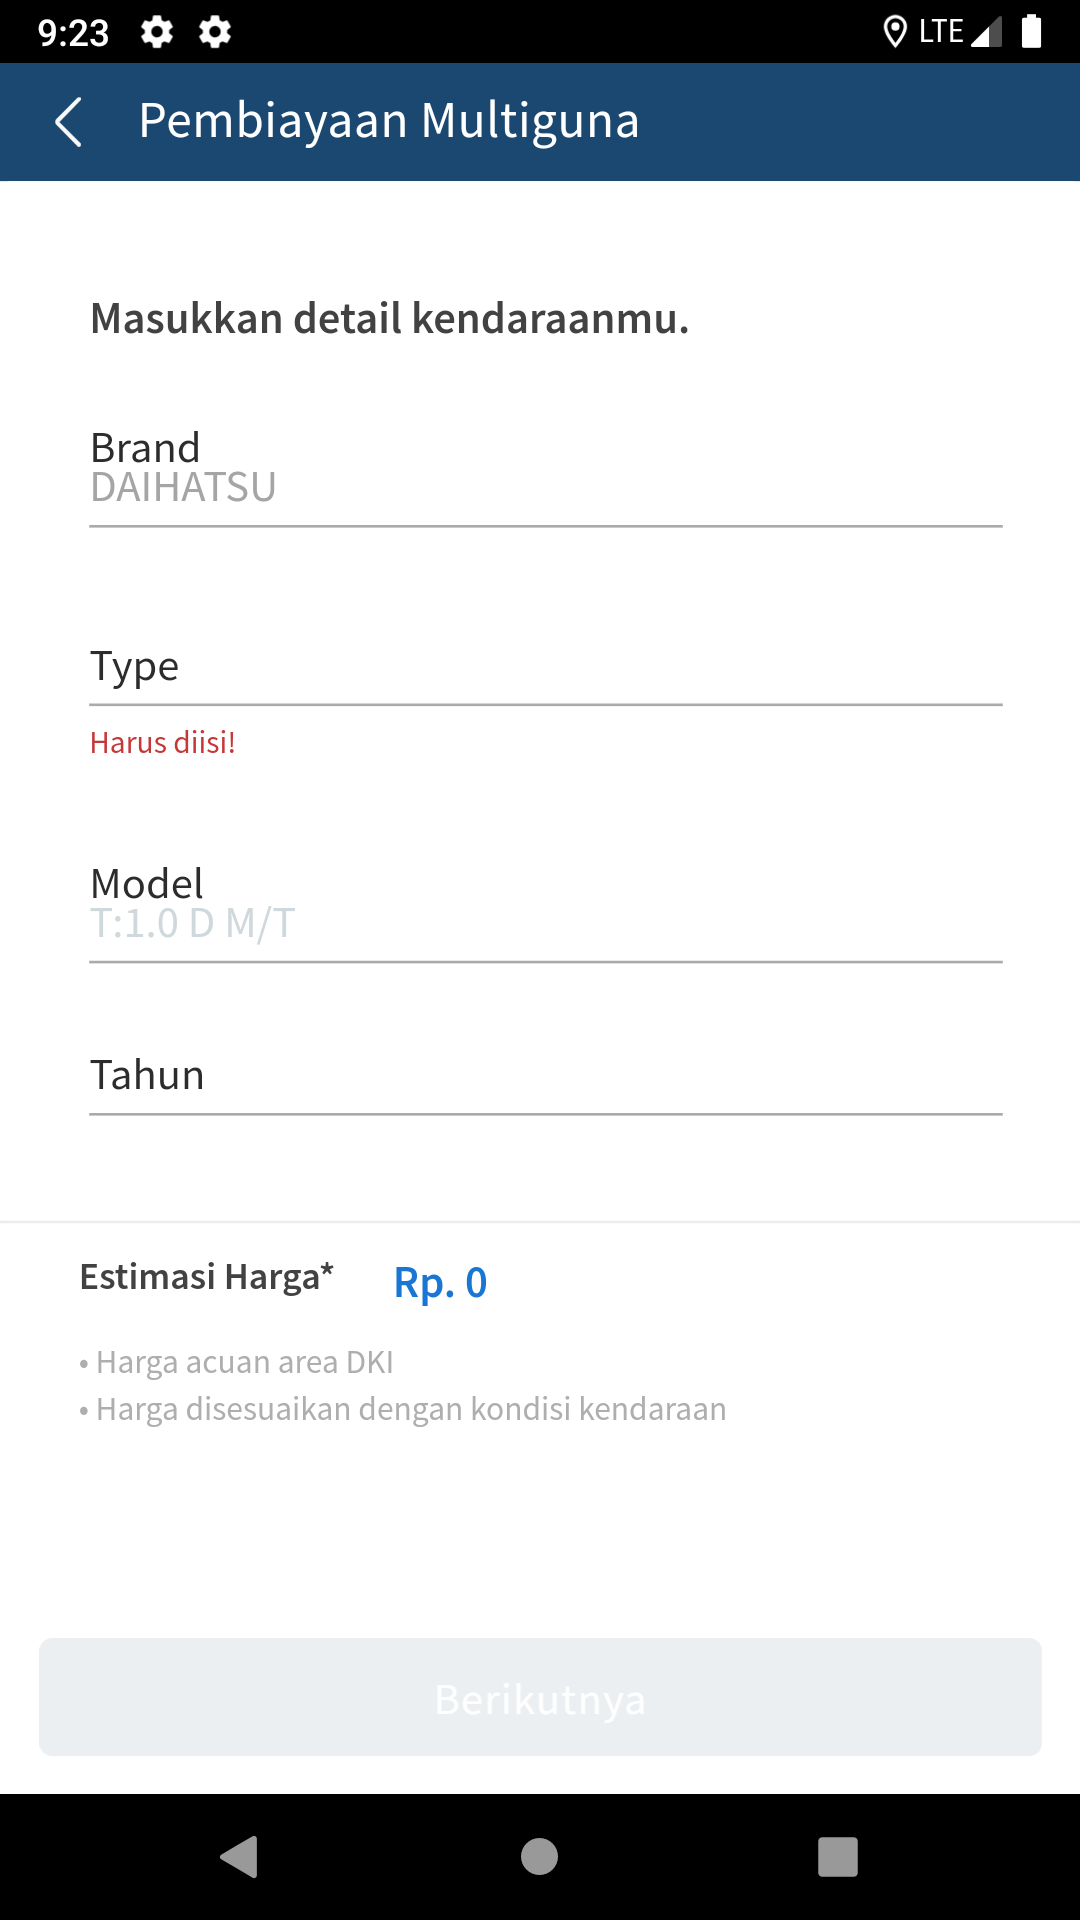 9:23
LTE
Pembiayaan Multiguna
Masukkan detail kendaraanmu.
Brand
DAIHATSU
Type
Harus diisi!
Model
T:1.0 D M/T
Tahun
Estimasi Harga*
Rp. 0
• Harga acuan area DKI
• Harga disesuaikan dengan kondisi kendaraan
Berikutnya